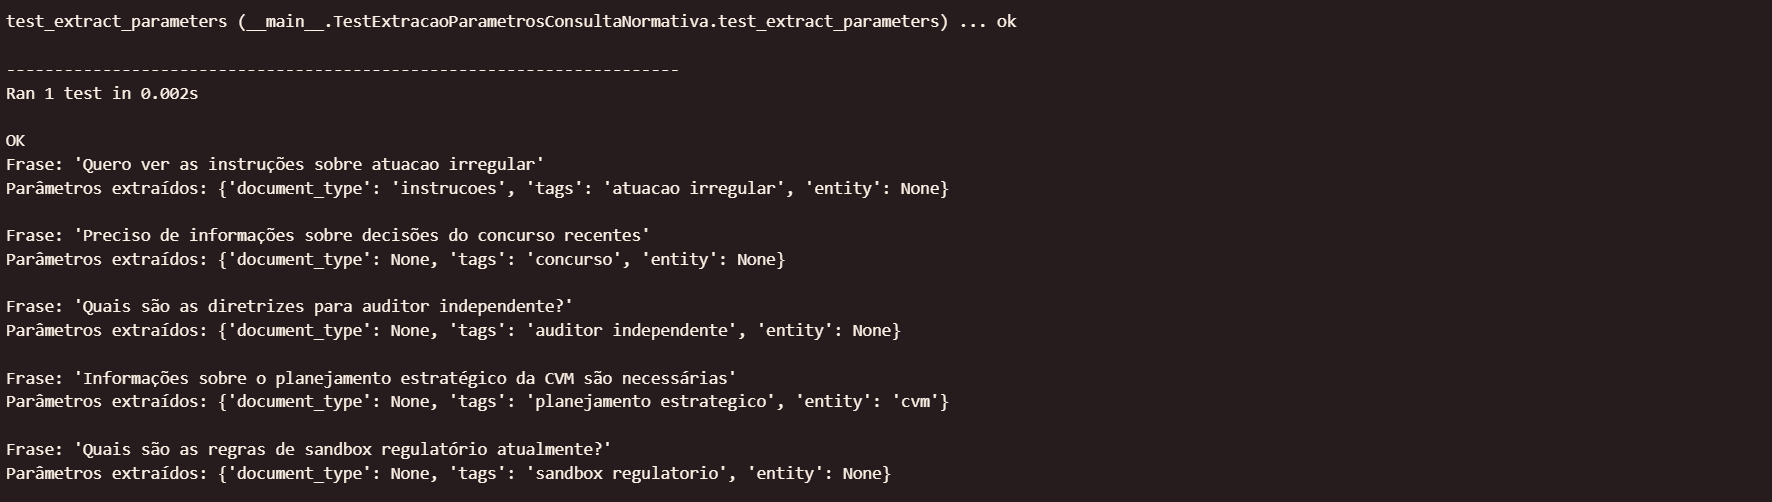 test_extract_parameters (__main__.TestExtracaoParametrosConsultaNormativa.test_extract_parameters) ... ok
----------------------------------------------------------------------
Ran 1 test in 0.002s
OK
Frase: 'Quero ver as instruções sobre atuacao irregular'
Parâmetros extraídos: {'document_type': 'instrucoes', 'tags': 'atuacao irregular', 'entity': None}
Frase: 'Preciso de informações sobre decisões do concurso recentes'
Parâmetros extraídos: {'document_type': None, 'tags': 'concurso', 'entity': None}
Frase: 'Quais são as diretrizes para auditor independente?'
Parâmetros extraídos: {'document_type': None, 'tags': 'auditor independente', 'entity': None}
Frase: 'Informações sobre o planejamento estratégico da CVM são necessárias'
Parâmetros extraídos: {'document_type': None, 'tags': 'planejamento estrategico', 'entity': 'cvm'}
Frase: 'Quais são as regras de sandbox regulatório atualmente?'
Parâmetros extraídos: {'document_type': None, 'tags': 'sandbox regulatorio', 'entity': None}